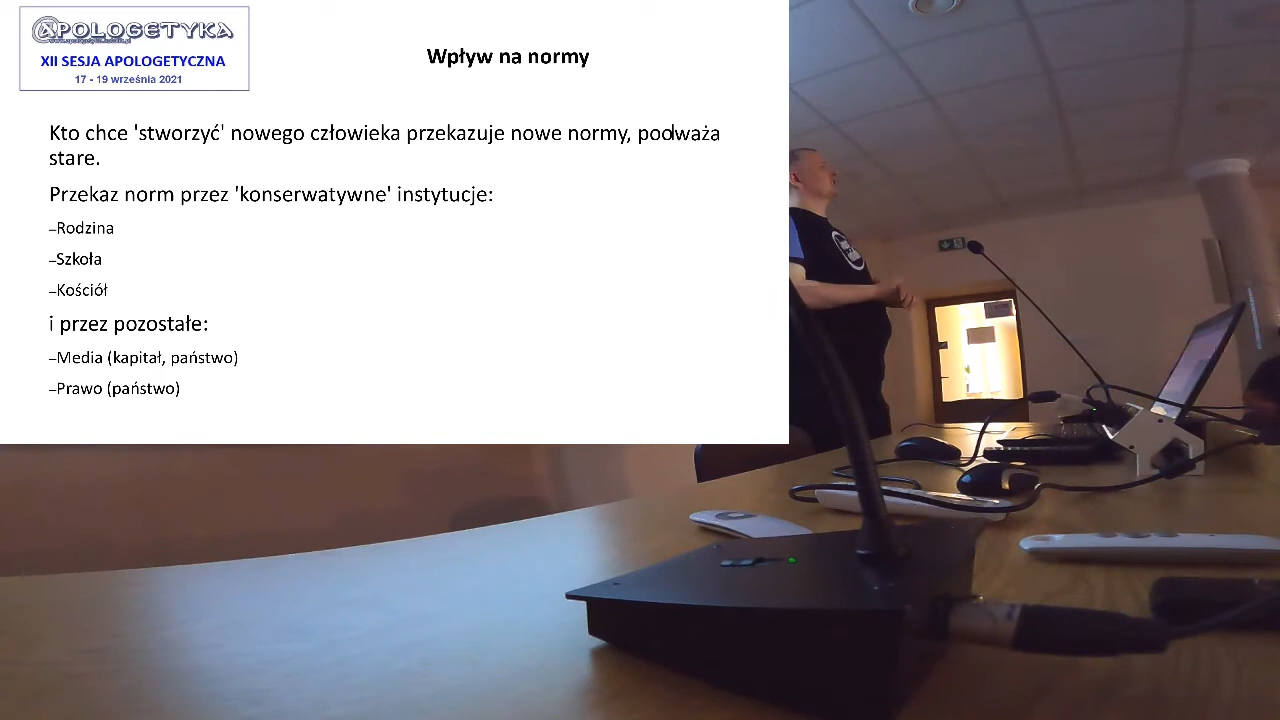 @POLOGETYKA
XII SESJA APOLOGETYCZNA
17 - 19 września 2021
Wpływ na normy
Kto chce 'stworzyć' nowego człowieka przekazuje nowe normy, podważa
stare.
Przekaz norm przez 'konserwatywne' instytucje:
–Rodzina
–Szkoła
–Kościół
i przez pozostałe:
–Media (kapitał, państwo)
–Prawo (państwo)